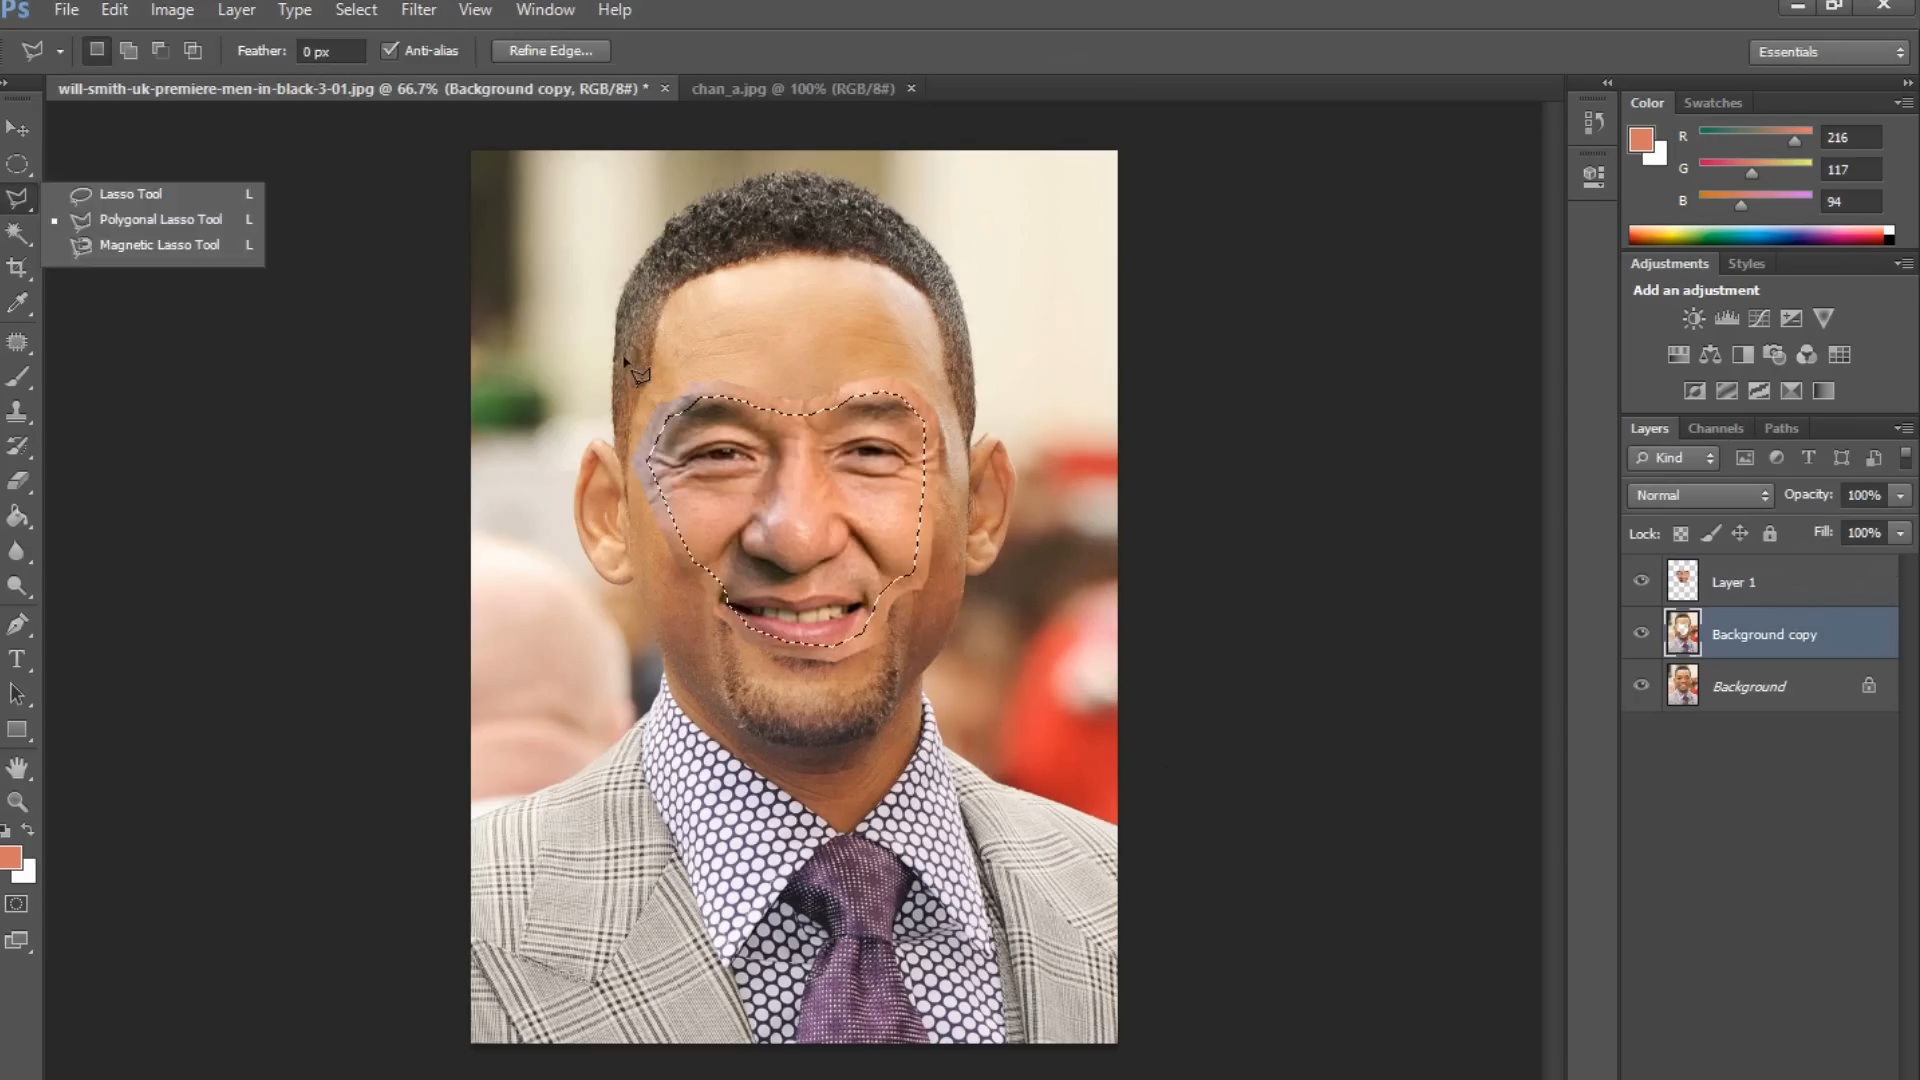 Ps File Edit Image Layer Type Select Filter View Window Help
Feather: 0 px Anti-alias Refine Edge... Essentials
will-smith-uk-premiere-men-in-black-3-01.jpg @ 66.7% (Background copy, RGB/8#) * × chan_a.jpg @ 100% (RGB/8#) ×
Lasso Tool L
Polygonal Lasso Tool L
Magnetic Lasso Tool L
T
Color Swatches
R 216
G 117
B 94
Adjustments Styles
Add an adjustment
Layers Channels Paths
Kind T
Normal Opacity: 100%
Lock: Fill: 100%
Layer 1
Background copy
Background